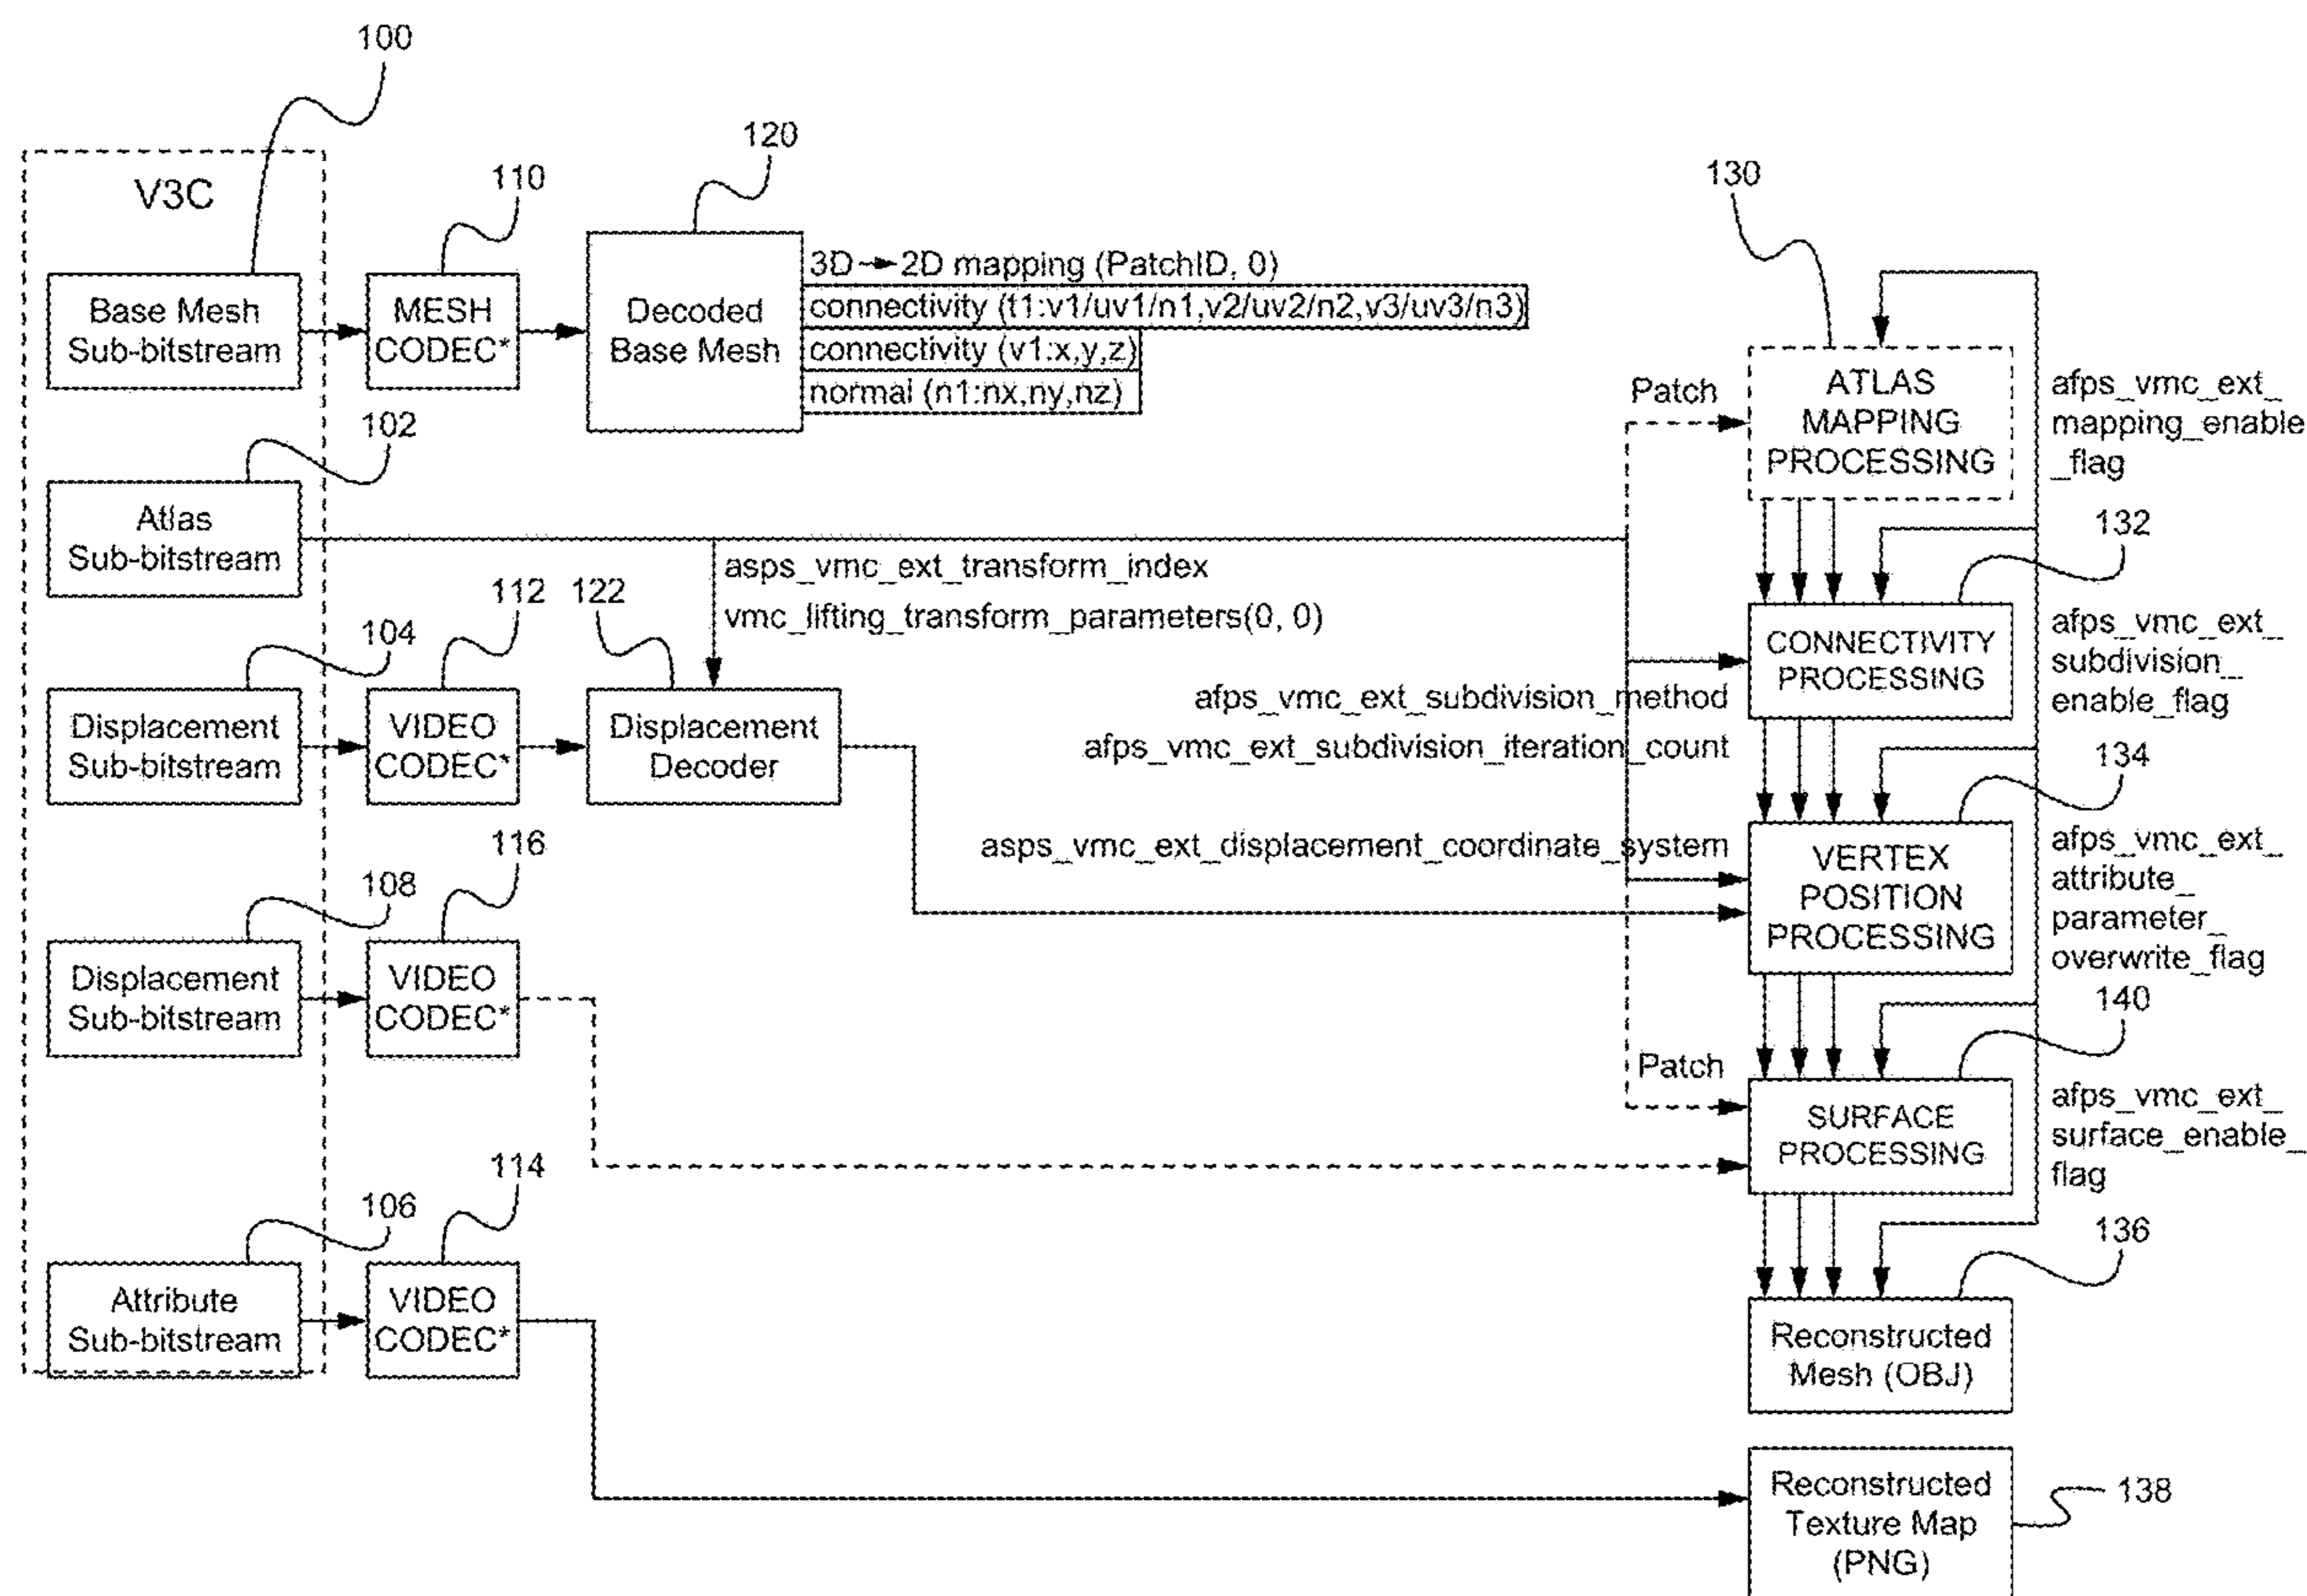 100
120
V3C
110
130
Base Mesh
Sub-bitstream
MESH
CODEC*
Decoded
Base Mesh
3D→2D mapping (PatchID, 0)
connectivity (t1:v1/uv1/n1,v2/uv2/n2,v3/uv3/n3)
connectivity (v1:x,y,z)
normal (n1:nx,ny,nz)
Patch
ATLAS
MAPPING
PROCESSING
afps_vmc_ext_
mapping_enable
_flag
102
Atlas
Sub-bitstream
asps_vmc_ext_transform_index
vmc_lifting_transform_parameters(0, 0)
132
104
112
122
Displacement
Sub-bitstream
VIDEO
CODEC*
Displacement
Decoder
CONNECTIVITY
PROCESSING
afps_vmc_ext_
subdivision_
enable_flag
afps_vmc_ext_subdivision_method
afps_vmc_ext_subdivision_iteration_count
134
116
asps_vmc_ext_displacement_coordinate_system
VERTEX
POSITION
PROCESSING
afps_vmc_ext_
attribute_
parameter_
overwrite_flag
108
Displacement
Sub-bitstream
VIDEO
CODEC*
140
Patch
SURFACE
PROCESSING
afps_vmc_ext_
surface_enable_
flag
106
114
136
Attribute
Sub-bitstream
VIDEO
CODEC*
Reconstructed
Mesh (OBJ)
Reconstructed
Texture Map
(PNG)
138